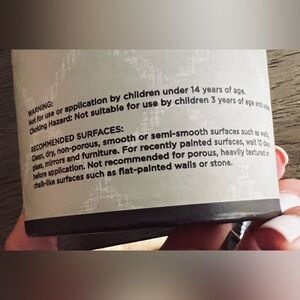 WARNING:
Not for use or application by children under 14 years of age.
Choking Hazard: Not suitable for use by children 3 years of age and under.
RECOMMENDED SURFACES:
Clean, dry, non-porous, smooth or semi-smooth surfaces such as walls,
glass, mirrors and furniture. For recently painted surfaces, wait 10 days
before application. Not recommended for porous, heavily textured or
chalk-like surfaces such as flat-painted walls or stone.